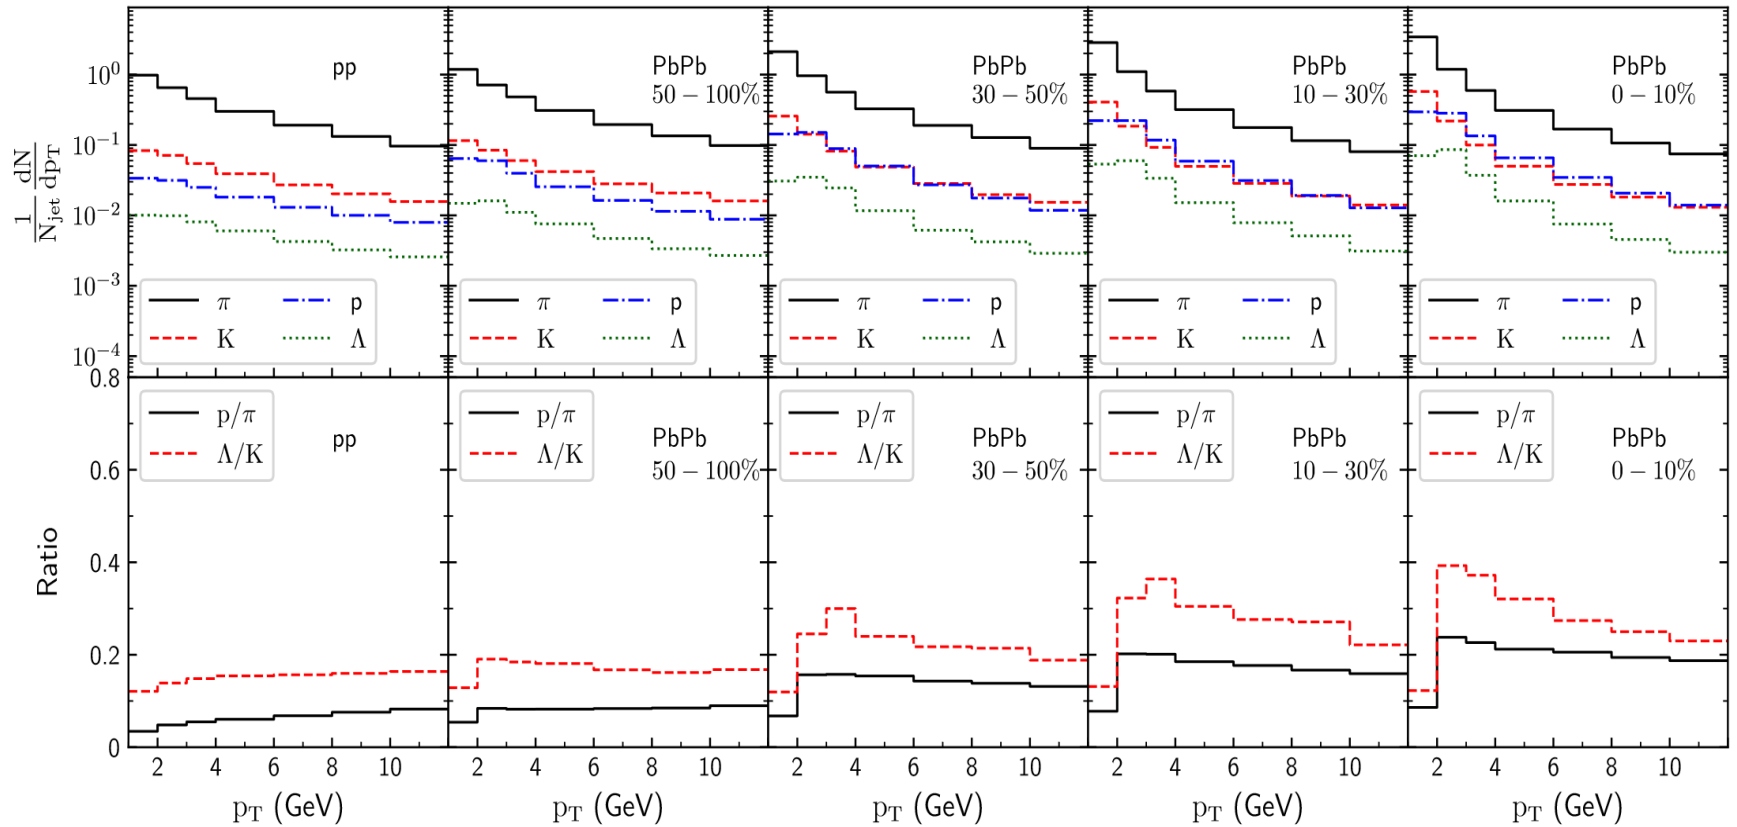 pp
PbPb
50 − 100%
PbPb
30 − 50%
PbPb
10 − 30%
PbPb
0 − 10%
10⁰
10⁻¹
10⁻²
10⁻³
10⁻⁴
1/N_jet dN/dp_T
π p
K Λ
π p
K Λ
π p
K Λ
π p
K Λ
π p
K Λ
0.8
0.6
0.4
0.2
0
Ratio
p/π
Λ/K
pp
p/π
Λ/K
PbPb
50 − 100%
p/π
Λ/K
PbPb
30 − 50%
p/π
Λ/K
PbPb
10 − 30%
p/π
Λ/K
PbPb
0 − 10%
2 4 6 8 10
2 4 6 8 10
2 4 6 8 10
2 4 6 8 10
2 4 6 8 10
p_T (GeV)
p_T (GeV)
p_T (GeV)
p_T (GeV)
p_T (GeV)